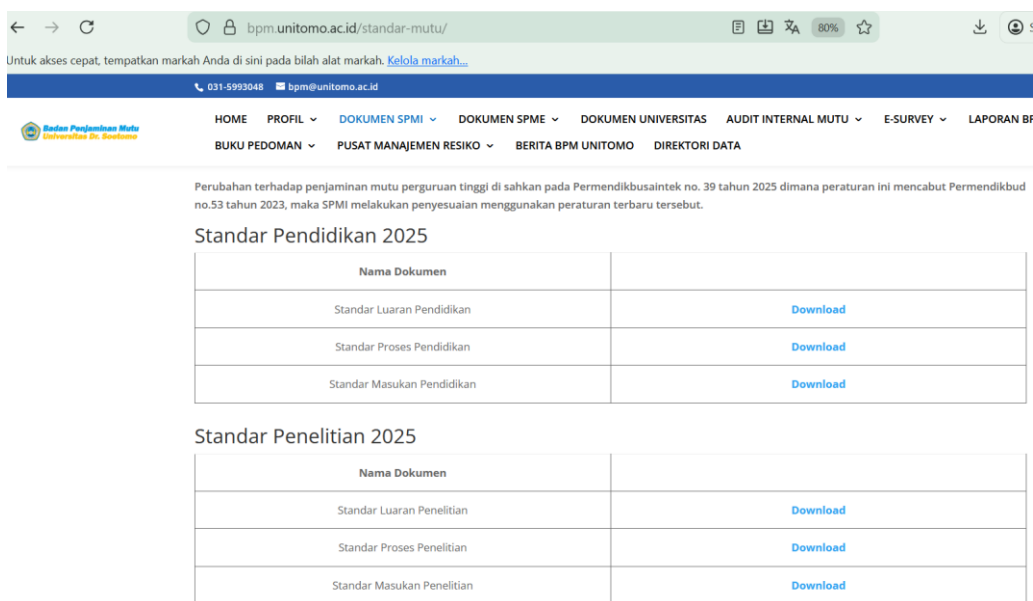 bpm.unitomo.ac.id/standar-mutu/
80%
Untuk akses cepat, tempatkan markah Anda di sini pada bilah alat markah. Kelola markah...
031-5993048 bpm@unitomo.ac.id
Badan Penjaminan Mutu
Universitas Dr. Soetomo
HOME PROFIL DOKUMEN SPMI DOKUMEN SPME DOKUMEN UNIVERSITAS AUDIT INTERNAL MUTU E-SURVEY LAPORAN BP
BUKU PEDOMAN PUSAT MANAJEMEN RESIKO BERITA BPM UNITOMO DIREKTORI DATA
Perubahan terhadap penjaminan mutu perguruan tinggi di sahkan pada Permendikbusaintek no. 39 tahun 2025 dimana peraturan ini mencabut Permendikbud
no.53 tahun 2023, maka SPMI melakukan penyesuaian menggunakan peraturan terbaru tersebut.
Standar Pendidikan 2025
Nama Dokumen
Standar Luaran Pendidikan Download
Standar Proses Pendidikan Download
Standar Masukan Pendidikan Download
Standar Penelitian 2025
Nama Dokumen
Standar Luaran Penelitian Download
Standar Proses Penelitian Download
Standar Masukan Penelitian Download